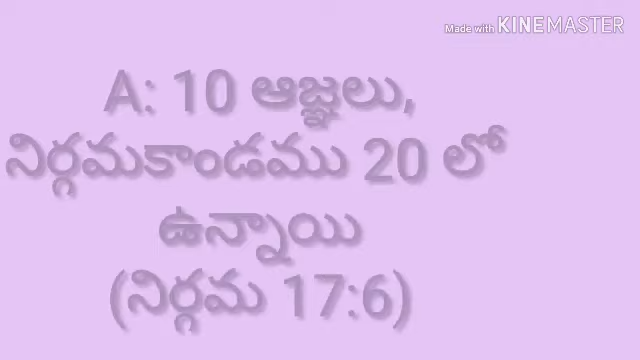 Made with KINEMASTER
A: 10 ఆజ్ఞలు,
నిర్గమకాండము 20 లో
ఉన్నాయి
(నిర్గమ 17:6)